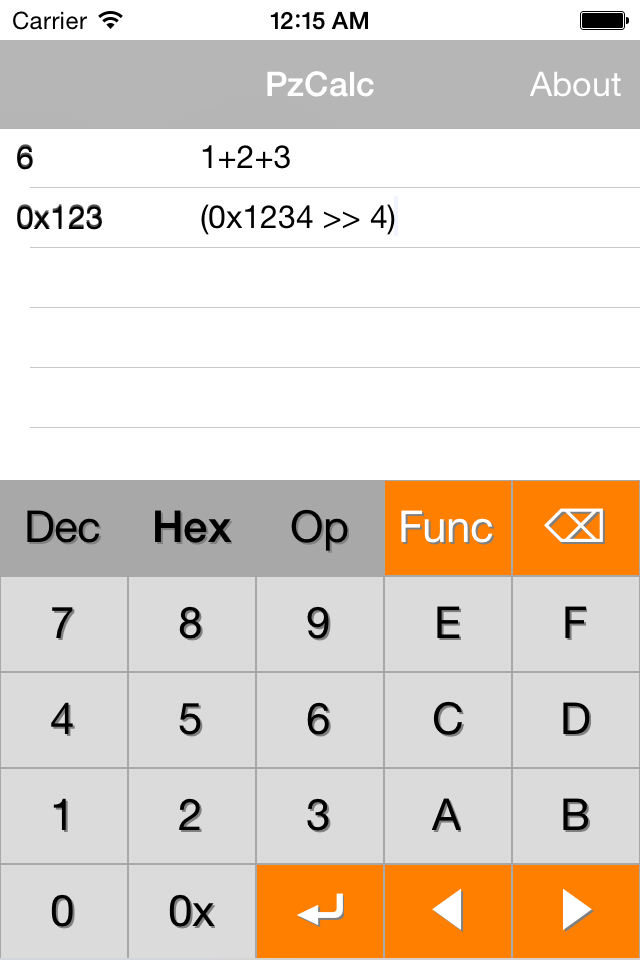 Carrier 12:15 AM
PzCalc About
6 1+2+3
0x123 (0x1234 >> 4)
Dec Hex Op Func
7 8 9 E F
4 5 6 C D
1 2 3 A B
0 0x